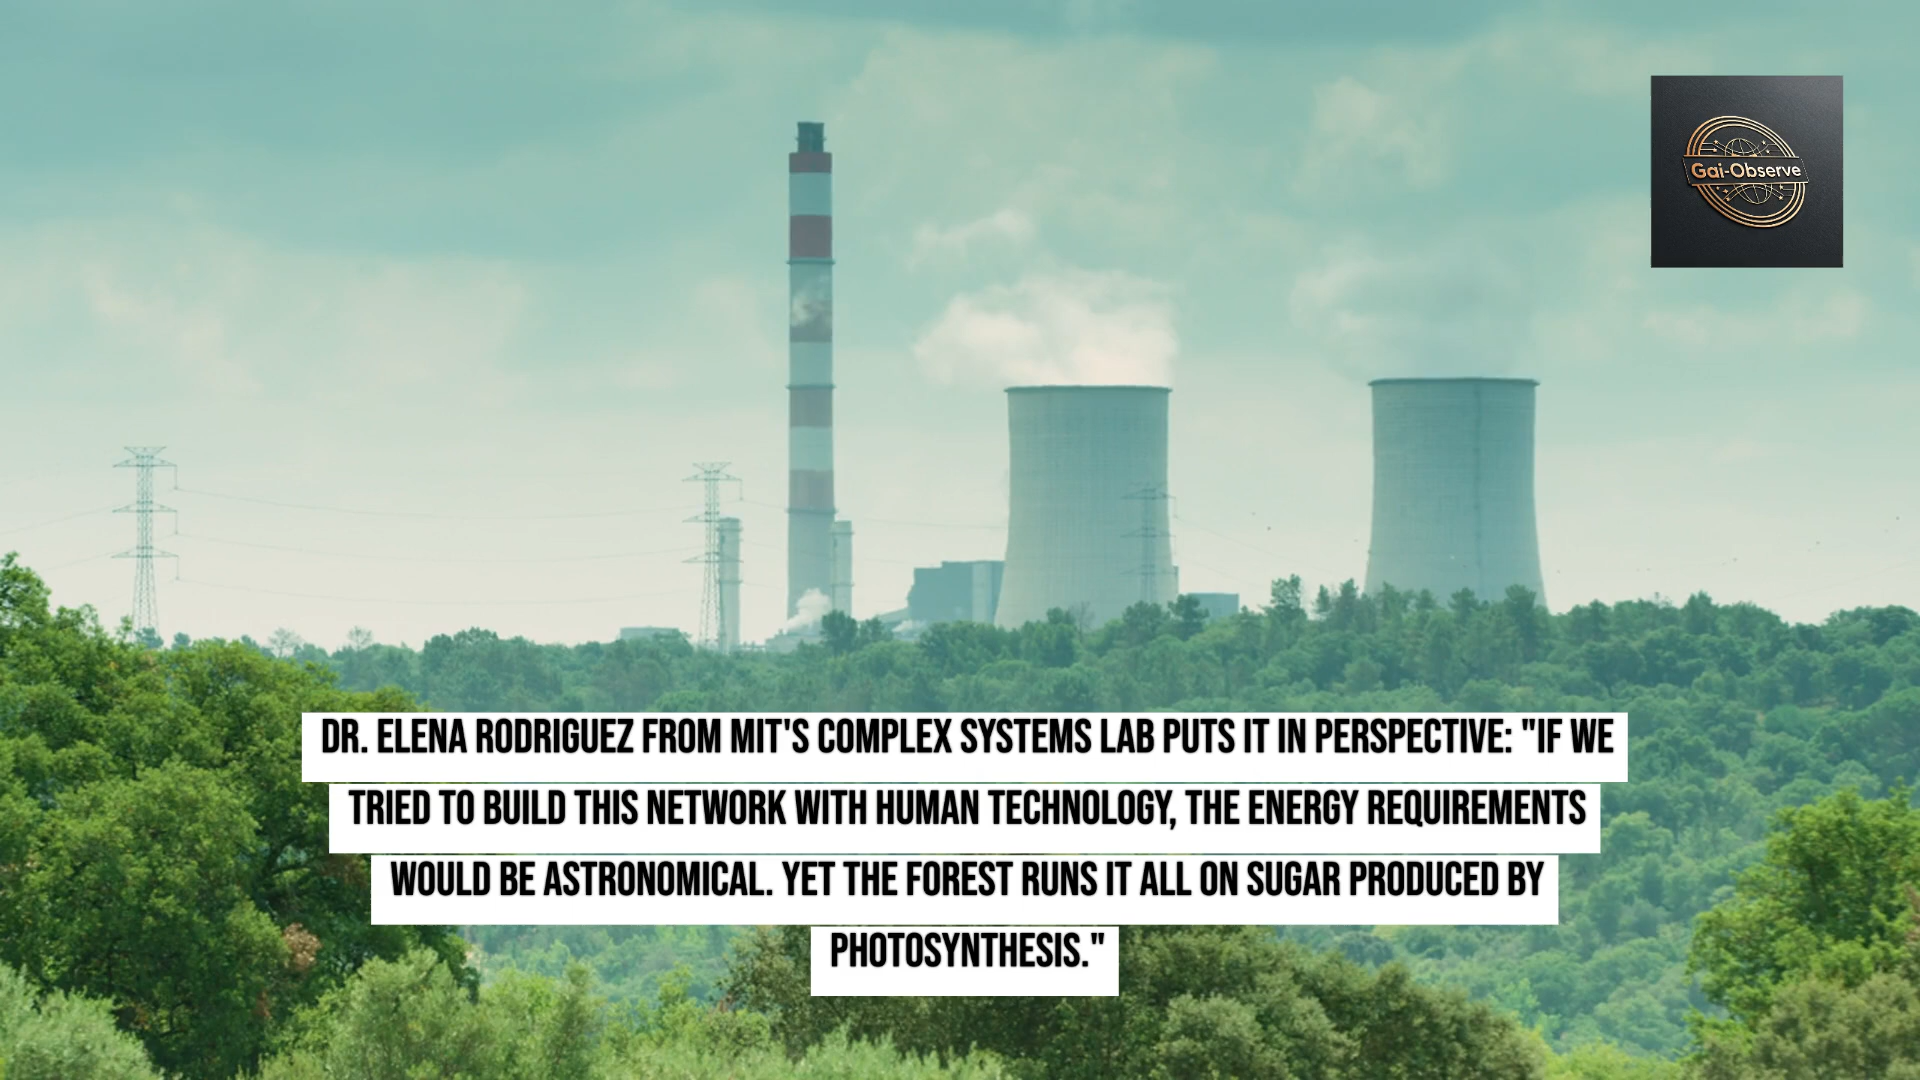 Gai-Observe
DR. ELENA RODRIGUEZ FROM MIT'S COMPLEX SYSTEMS LAB PUTS IT IN PERSPECTIVE: "IF WE
TRIED TO BUILD THIS NETWORK WITH HUMAN TECHNOLOGY, THE ENERGY REQUIREMENTS
WOULD BE ASTRONOMICAL. YET THE FOREST RUNS IT ALL ON SUGAR PRODUCED BY
PHOTOSYNTHESIS."